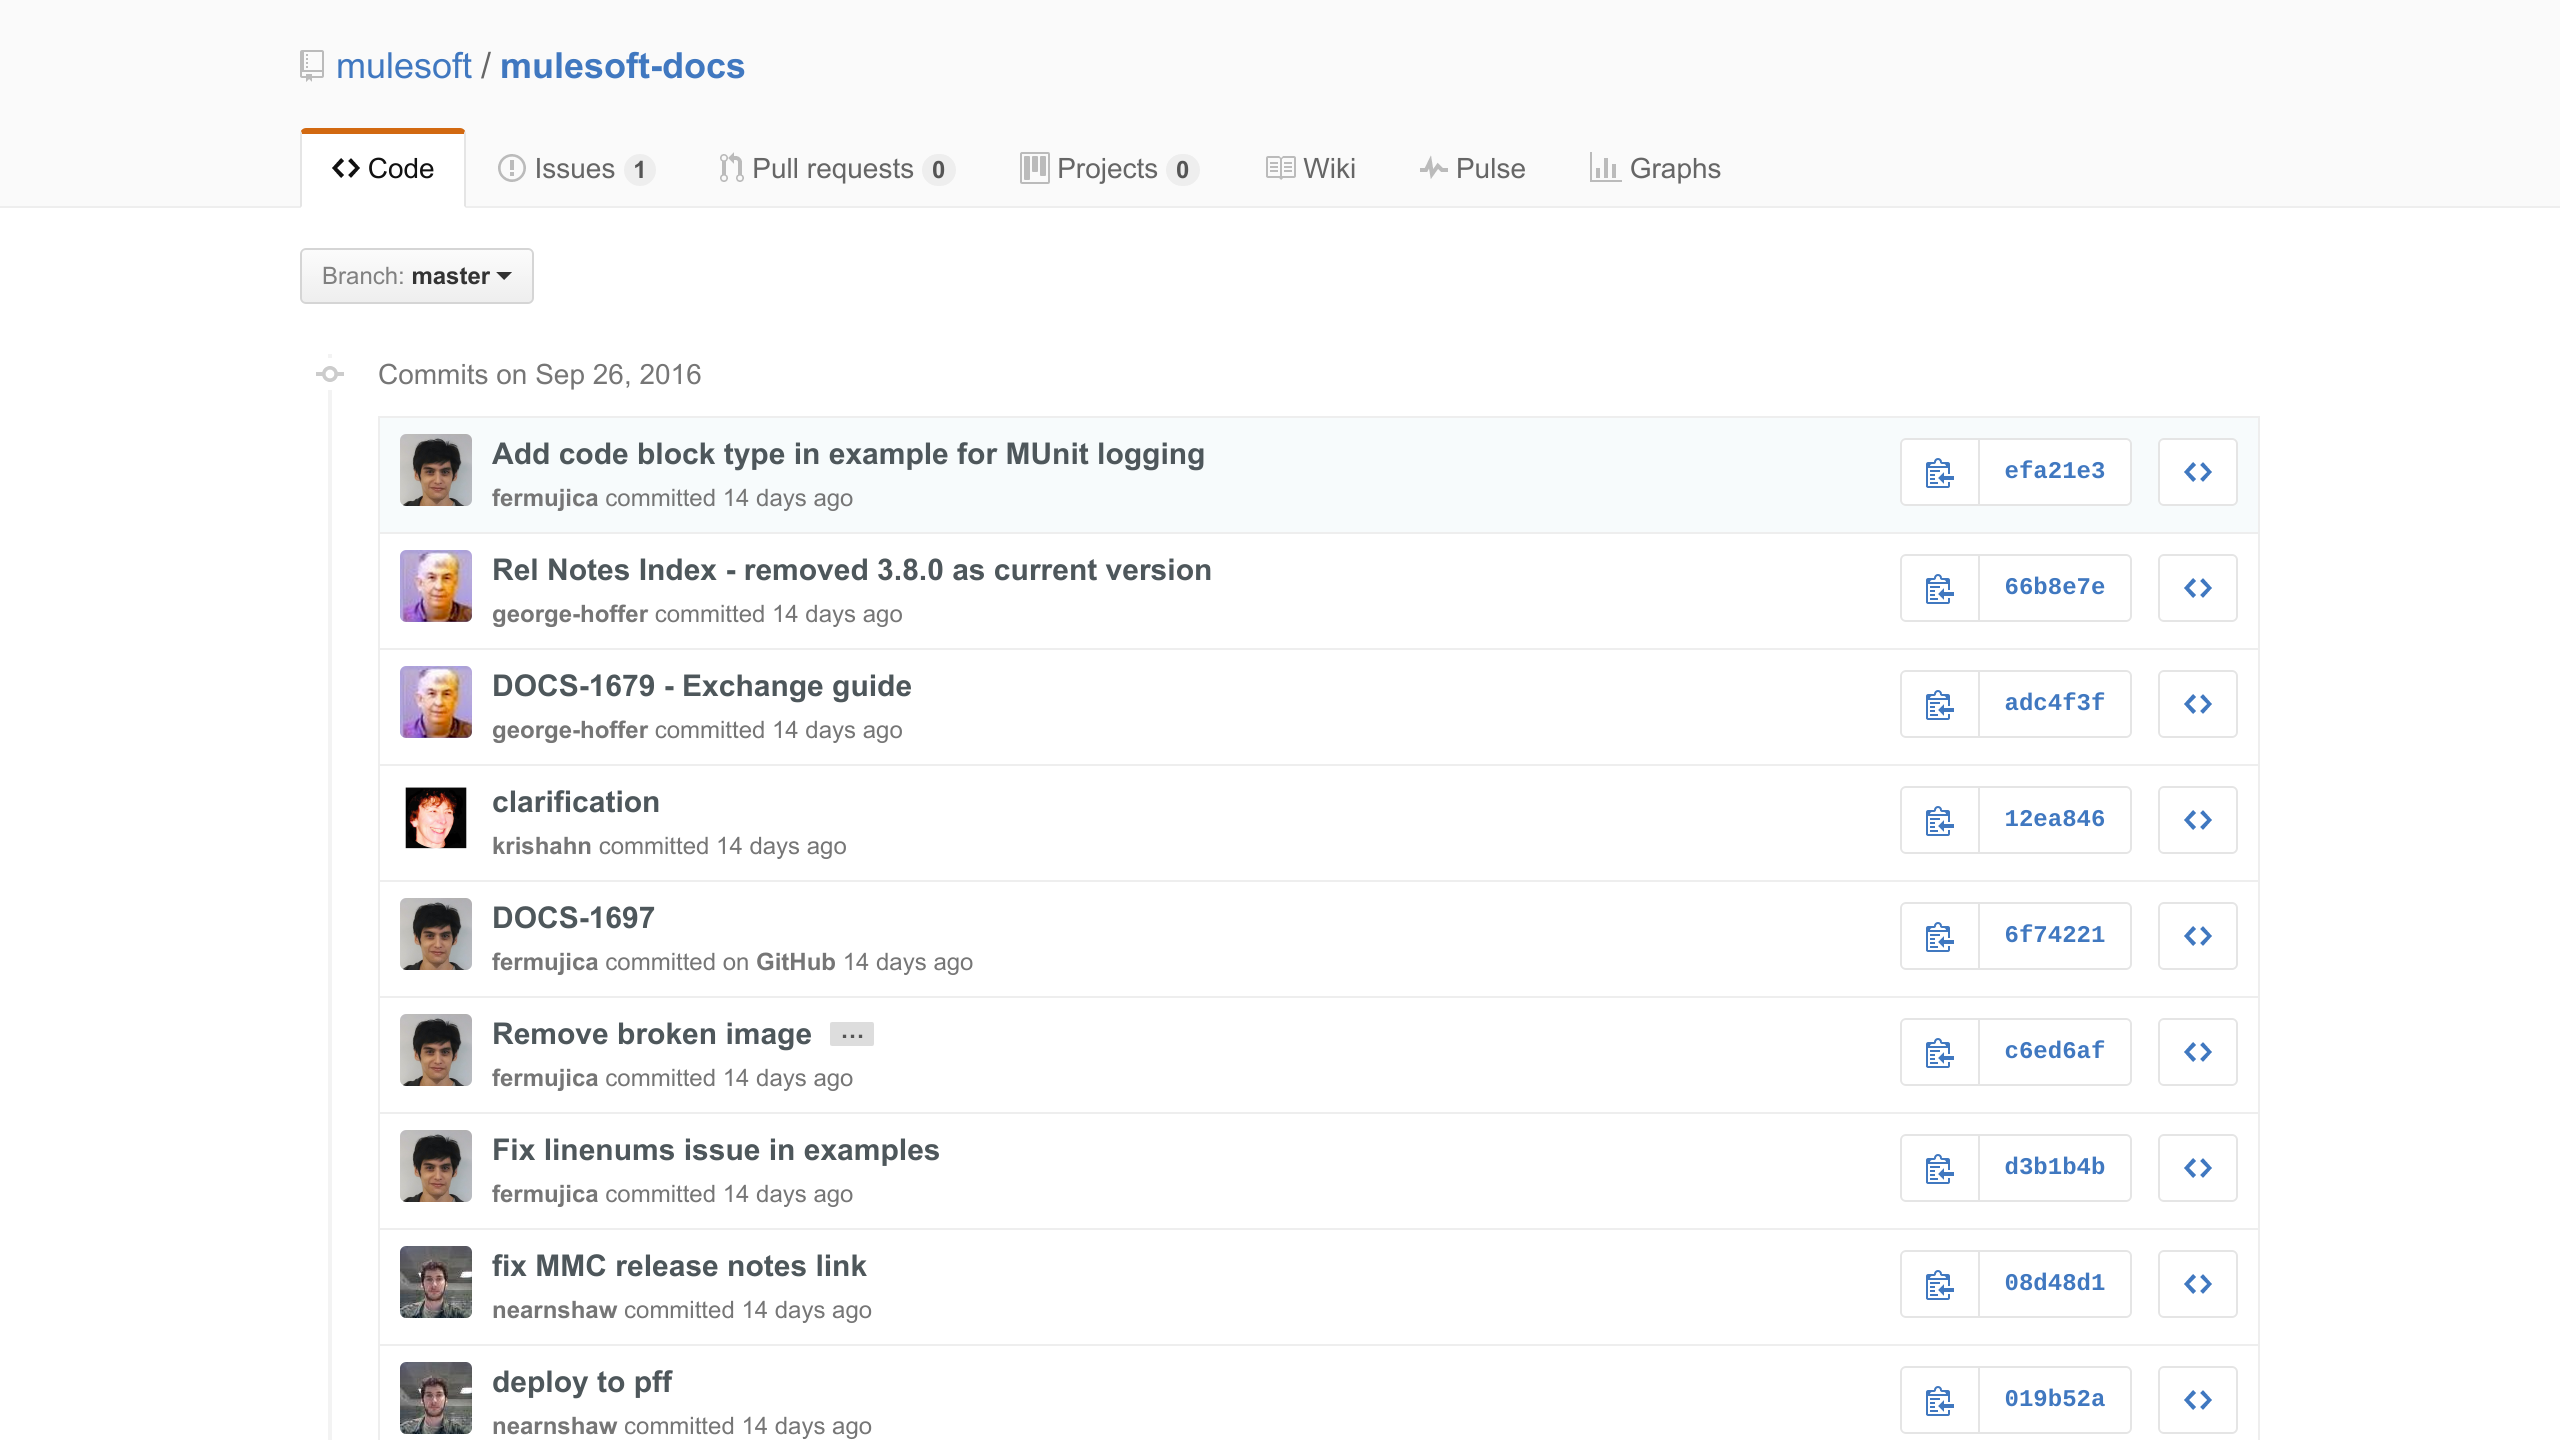 mulesoft / mulesoft-docs
Code Issues 1 Pull requests 0 Projects 0 Wiki Pulse Graphs
Branch: master
Commits on Sep 26, 2016
Add code block type in example for MUnit logging
fermujica committed 14 days ago
efa21e3
Rel Notes Index - removed 3.8.0 as current version
george-hoffer committed 14 days ago
66b8e7e
DOCS-1679 - Exchange guide
george-hoffer committed 14 days ago
adc4f3f
clarification
krishahn committed 14 days ago
12ea846
DOCS-1697
fermujica committed on GitHub 14 days ago
6f74221
Remove broken image …
fermujica committed 14 days ago
c6ed6af
Fix linenums issue in examples
fermujica committed 14 days ago
d3b1b4b
fix MMC release notes link
nearnshaw committed 14 days ago
08d48d1
deploy to pff
nearnshaw committed 14 days ago
019b52a